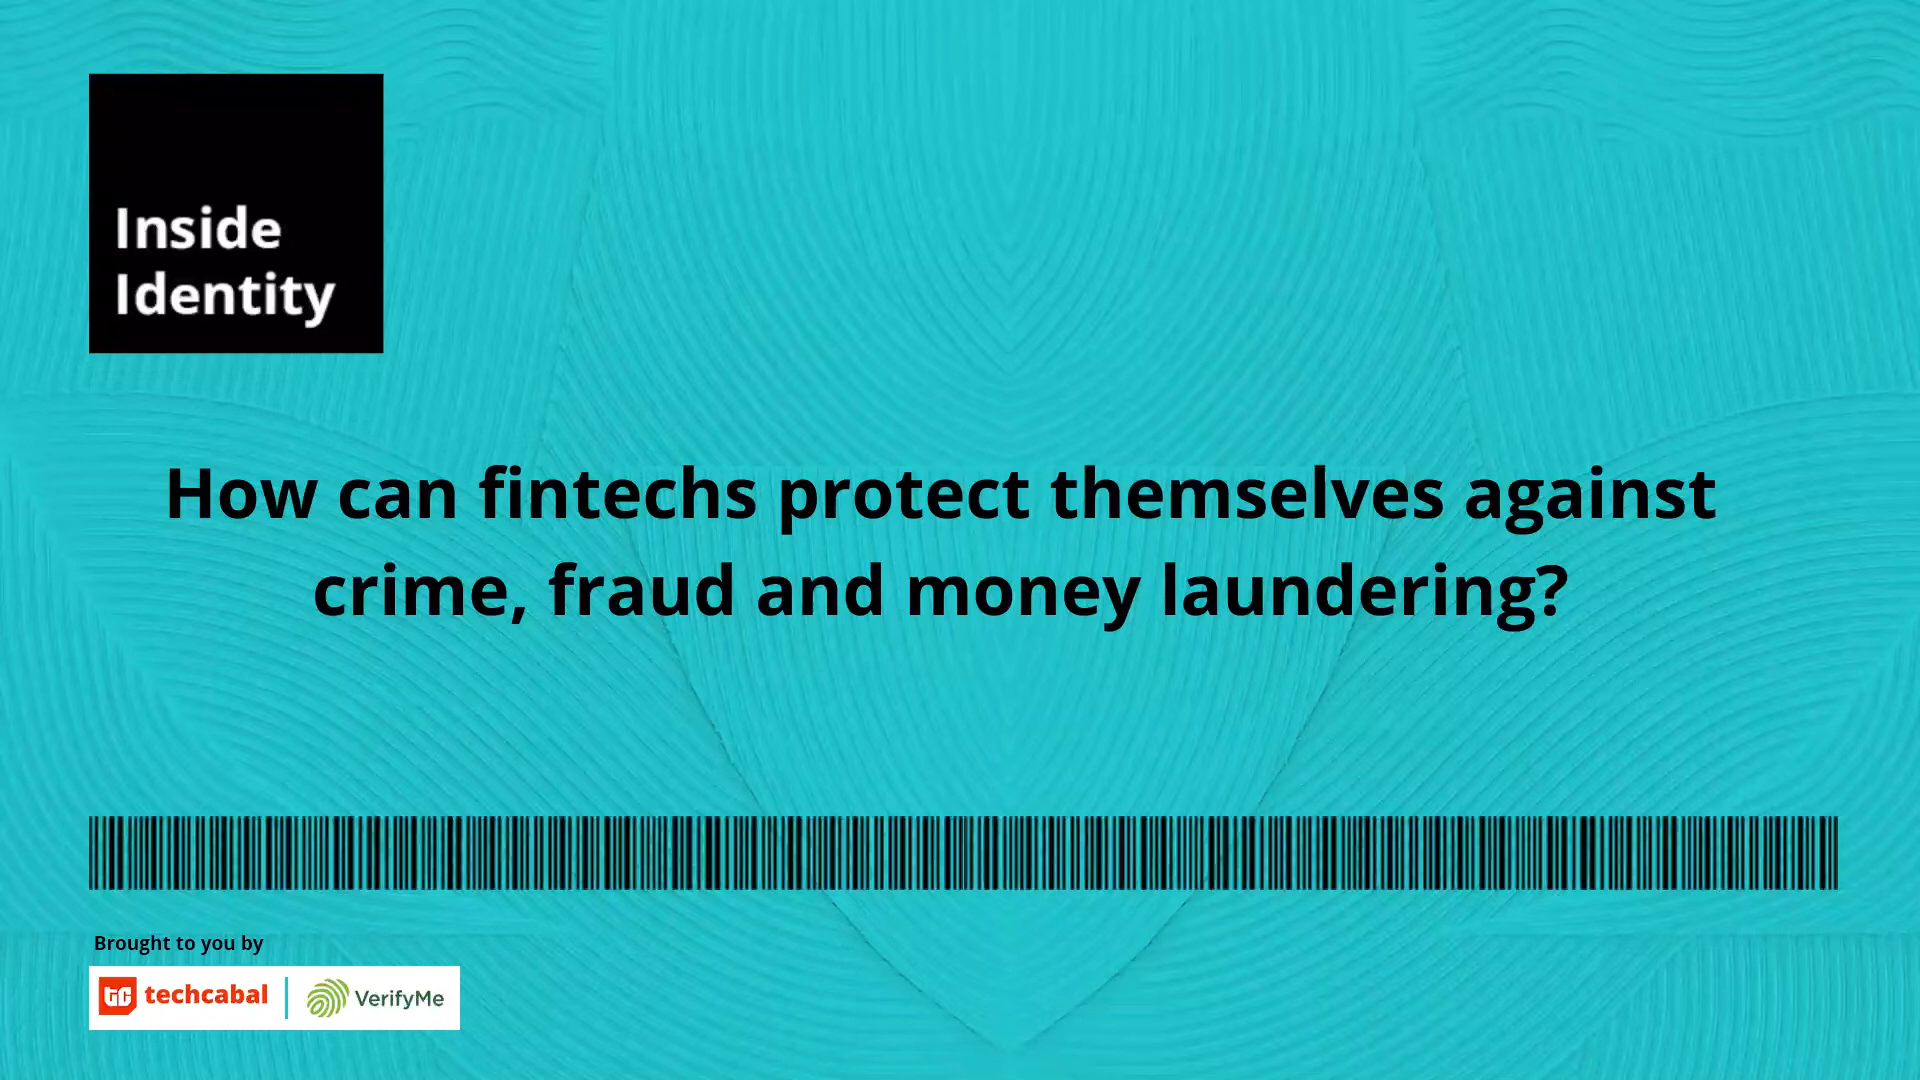 Inside
Identity
How can fintechs protect themselves against
crime, fraud and money laundering?
Brought to you by
tc techcabal | VerifyMe